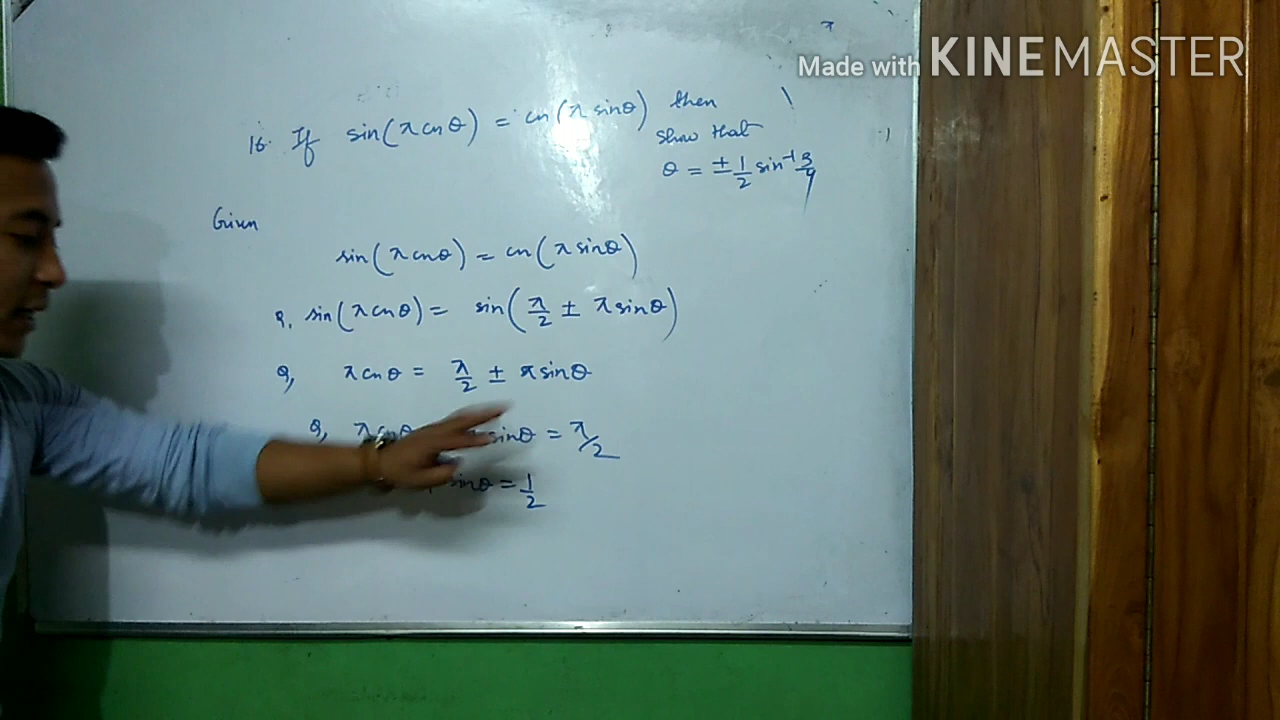 Made with KINEMASTER
16. If sin(π cos θ) = cos(π sin θ) then
show that
θ = ± 1/2 sin⁻¹ 3/4
Given
sin(π cos θ) = cos(π sin θ)
or, sin(π cos θ) = sin(π/2 ± π sin θ)
or, π cos θ = π/2 ± π sin θ
or, π cos θ sin θ = π/2
sin θ = 1/2